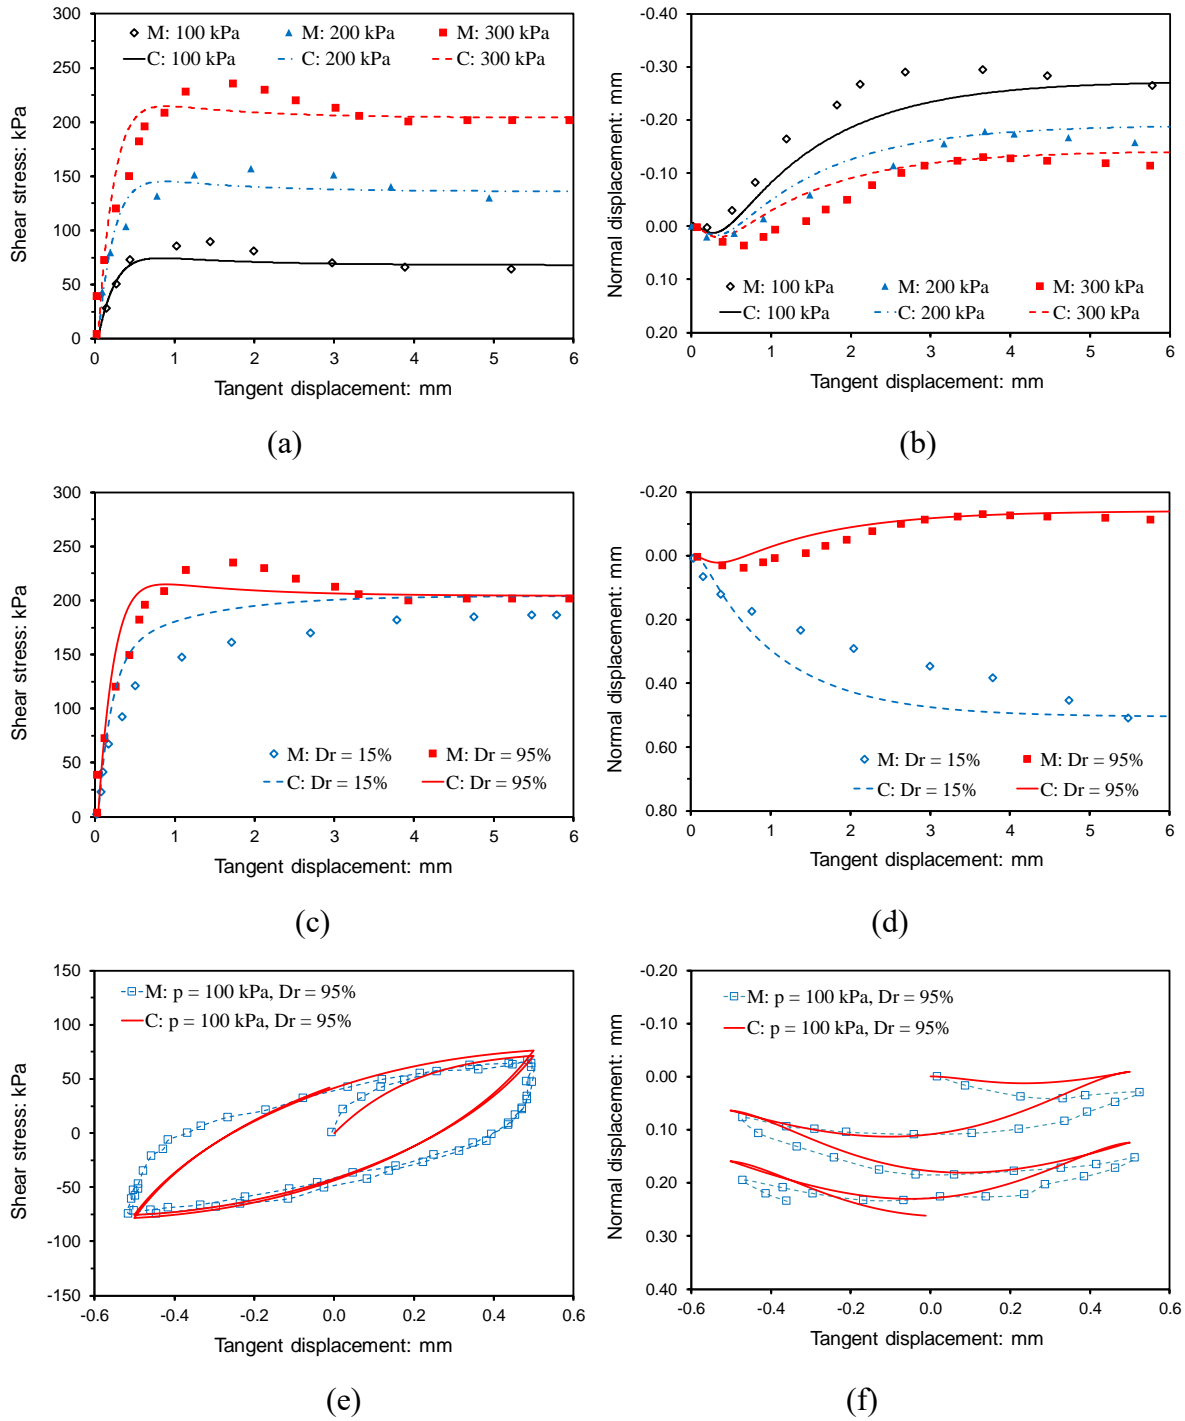 300
250
200
150
100
50
0
Shear stress: kPa
M: 100 kPa
M: 200 kPa
M: 300 kPa
C: 100 kPa
C: 200 kPa
C: 300 kPa
0 1 2 3 4 5 6
Tangent displacement: mm
(a)
-0.40
-0.30
-0.20
-0.10
0.00
0.10
0.20
Normal displacement: mm
M: 100 kPa
M: 200 kPa
M: 300 kPa
C: 100 kPa
C: 200 kPa
C: 300 kPa
0 1 2 3 4 5 6
Tangent displacement: mm
(b)
300
250
200
150
100
50
0
Shear stress: kPa
M: Dr = 15%
M: Dr = 95%
C: Dr = 15%
C: Dr = 95%
0 1 2 3 4 5 6
Tangent displacement: mm
(c)
-0.20
0.00
0.20
0.40
0.60
0.80
Normal displacement: mm
M: Dr = 15%
M: Dr = 95%
C: Dr = 15%
C: Dr = 95%
0 1 2 3 4 5 6
Tangent displacement: mm
(d)
150
100
50
0
-50
-100
-150
Shear stress: kPa
M: p = 100 kPa, Dr = 95%
C: p = 100 kPa, Dr = 95%
-0.6 -0.4 -0.2 0.0 0.2 0.4 0.6
Tangent displacement: mm
(e)
-0.20
-0.10
0.00
0.10
0.20
0.30
0.40
Normal displacement: mm
M: p = 100 kPa, Dr = 95%
C: p = 100 kPa, Dr = 95%
-0.6 -0.4 -0.2 0.0 0.2 0.4 0.6
Tangent displacement: mm
(f)